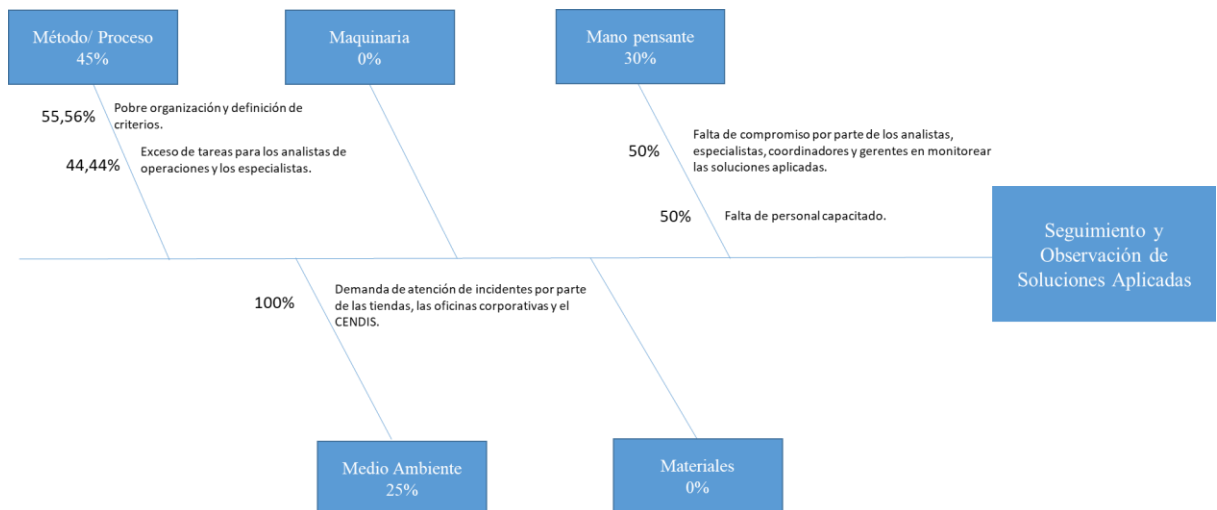 Método/ Proceso
45%
Maquinaria
0%
Mano pensante
30%
55,56%
Pobre organización y definición de
criterios.
44,44%
Exceso de tareas para los analistas de
operaciones y los especialistas.
50%
Falta de compromiso por parte de los analistas,
especialistas, coordinadores y gerentes en monitorear
las soluciones aplicadas.
50%
Falta de personal capacitado.
Seguimiento y
Observación de
Soluciones Aplicadas
100%
Demanda de atención de incidentes por parte
de las tiendas, las oficinas corporativas y el
CENDIS.
Medio Ambiente
25%
Materiales
0%